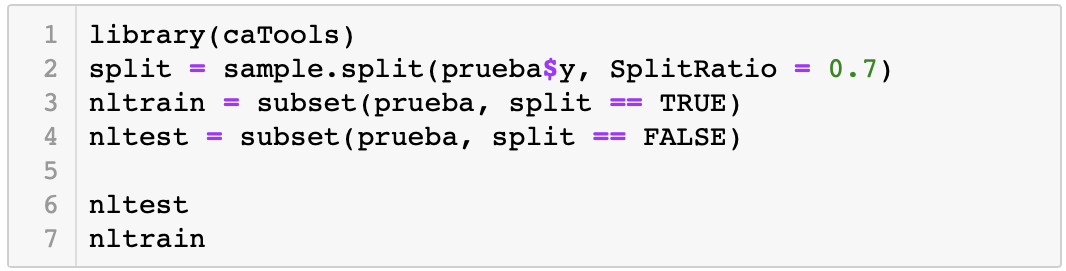 1 library(caTools)
2 split = sample.split(prueba$y, SplitRatio = 0.7)
3 nltrain = subset(prueba, split == TRUE)
4 nltest = subset(prueba, split == FALSE)
5
6 nltest
7 nltrain